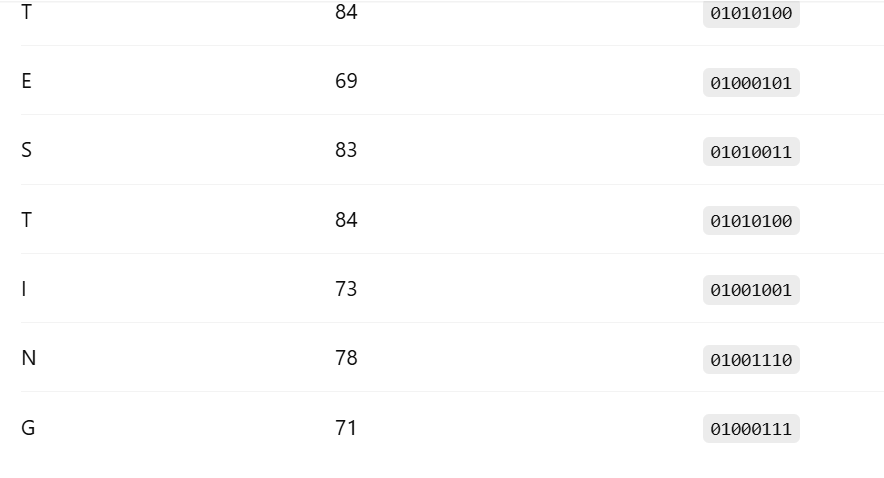 T 84 01010100
E 69 01000101
S 83 01010011
T 84 01010100
I 73 01001001
N 78 01001110
G 71 01000111